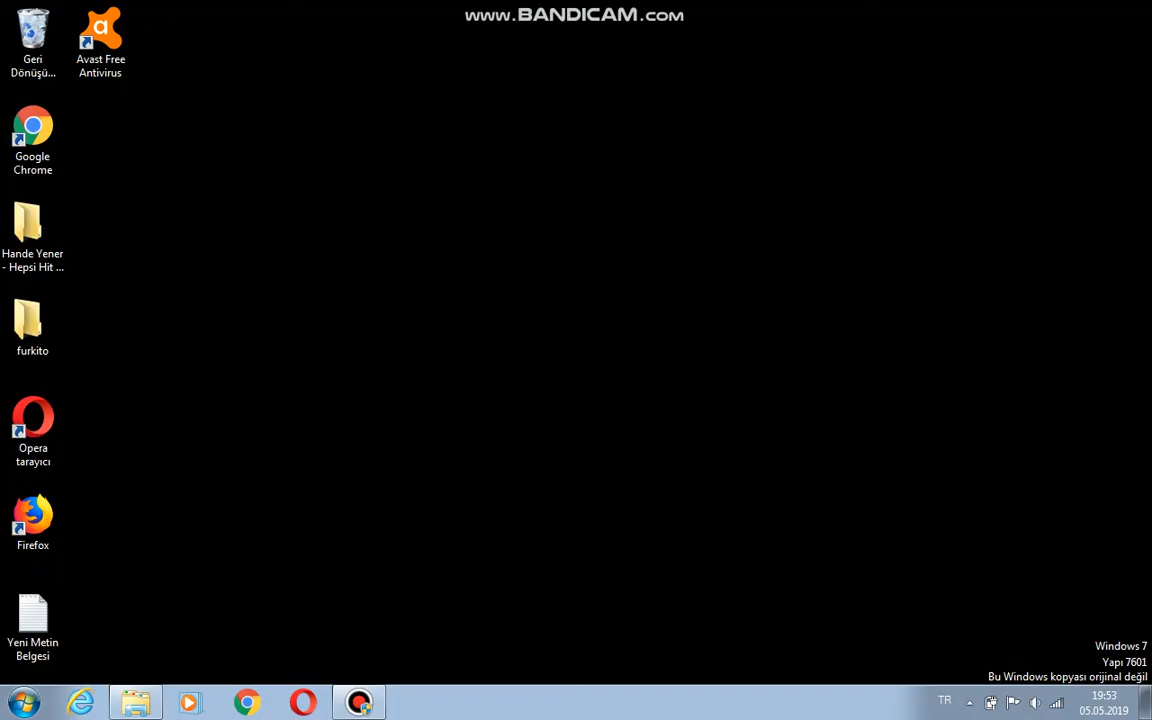 www.BANDICAM.com
Geri
Dönüşü...
Avast Free
Antivirus
Google
Chrome
Hande Yener
- Hepsi Hit ...
furkito
Opera
tarayıcı
Firefox
Yeni Metin
Belgesi
Windows 7
Yapı 7601
Bu Windows kopyası orijinal değil
TR
19:53
05.05.2019